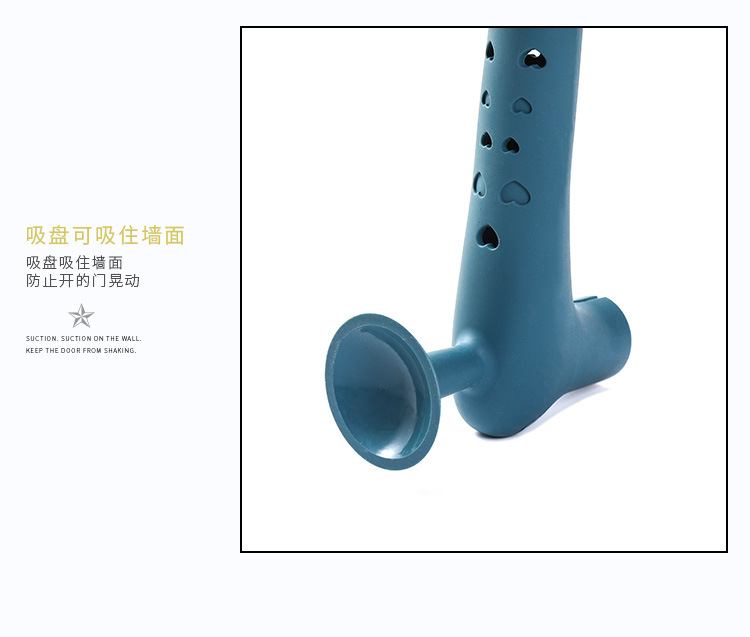 吸盘可吸住墙面
吸盘吸住墙面
防止开的门晃动
SUCTION. SUCTION ON THE WALL.
KEEP THE DOOR FROM SHAKING.